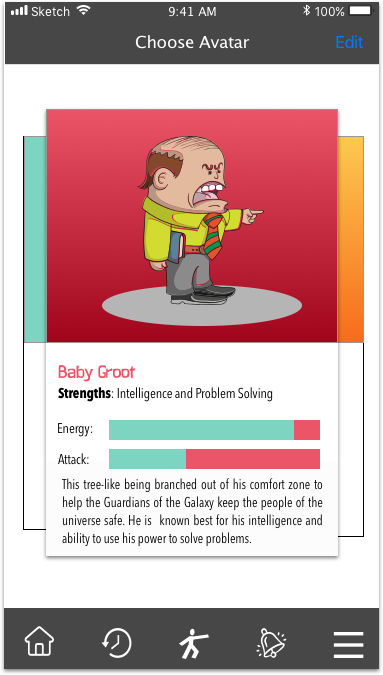 Sketch 9:41 AM 100%
Choose Avatar Edit
Baby Groot
Strengths: Intelligence and Problem Solving
Energy:
Attack:
This tree-like being branched out of his comfort zone to
help the Guardians of the Galaxy keep the people of the
universe safe. He is known best for his intelligence and
ability to use his power to solve problems.